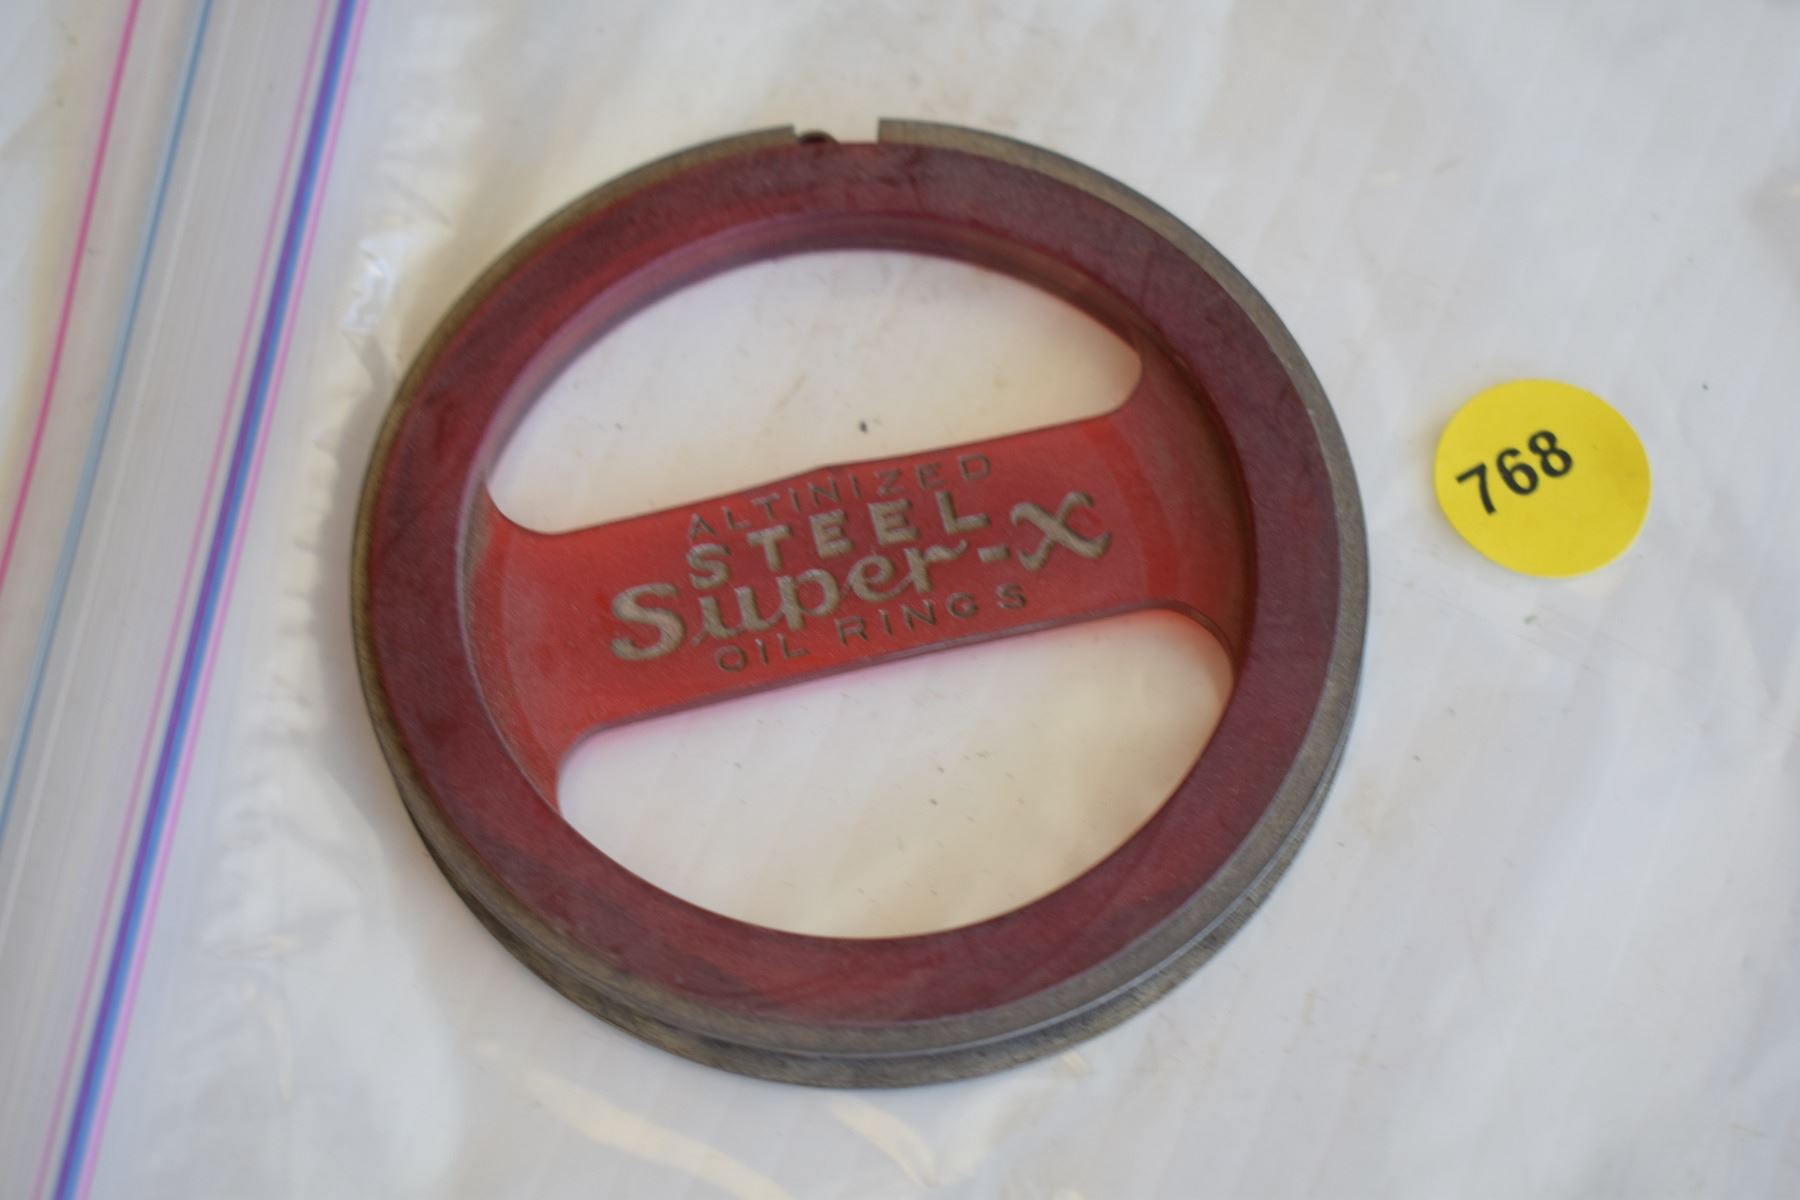 ALTINIZED
STEEL
Super-X
OIL RINGS
768